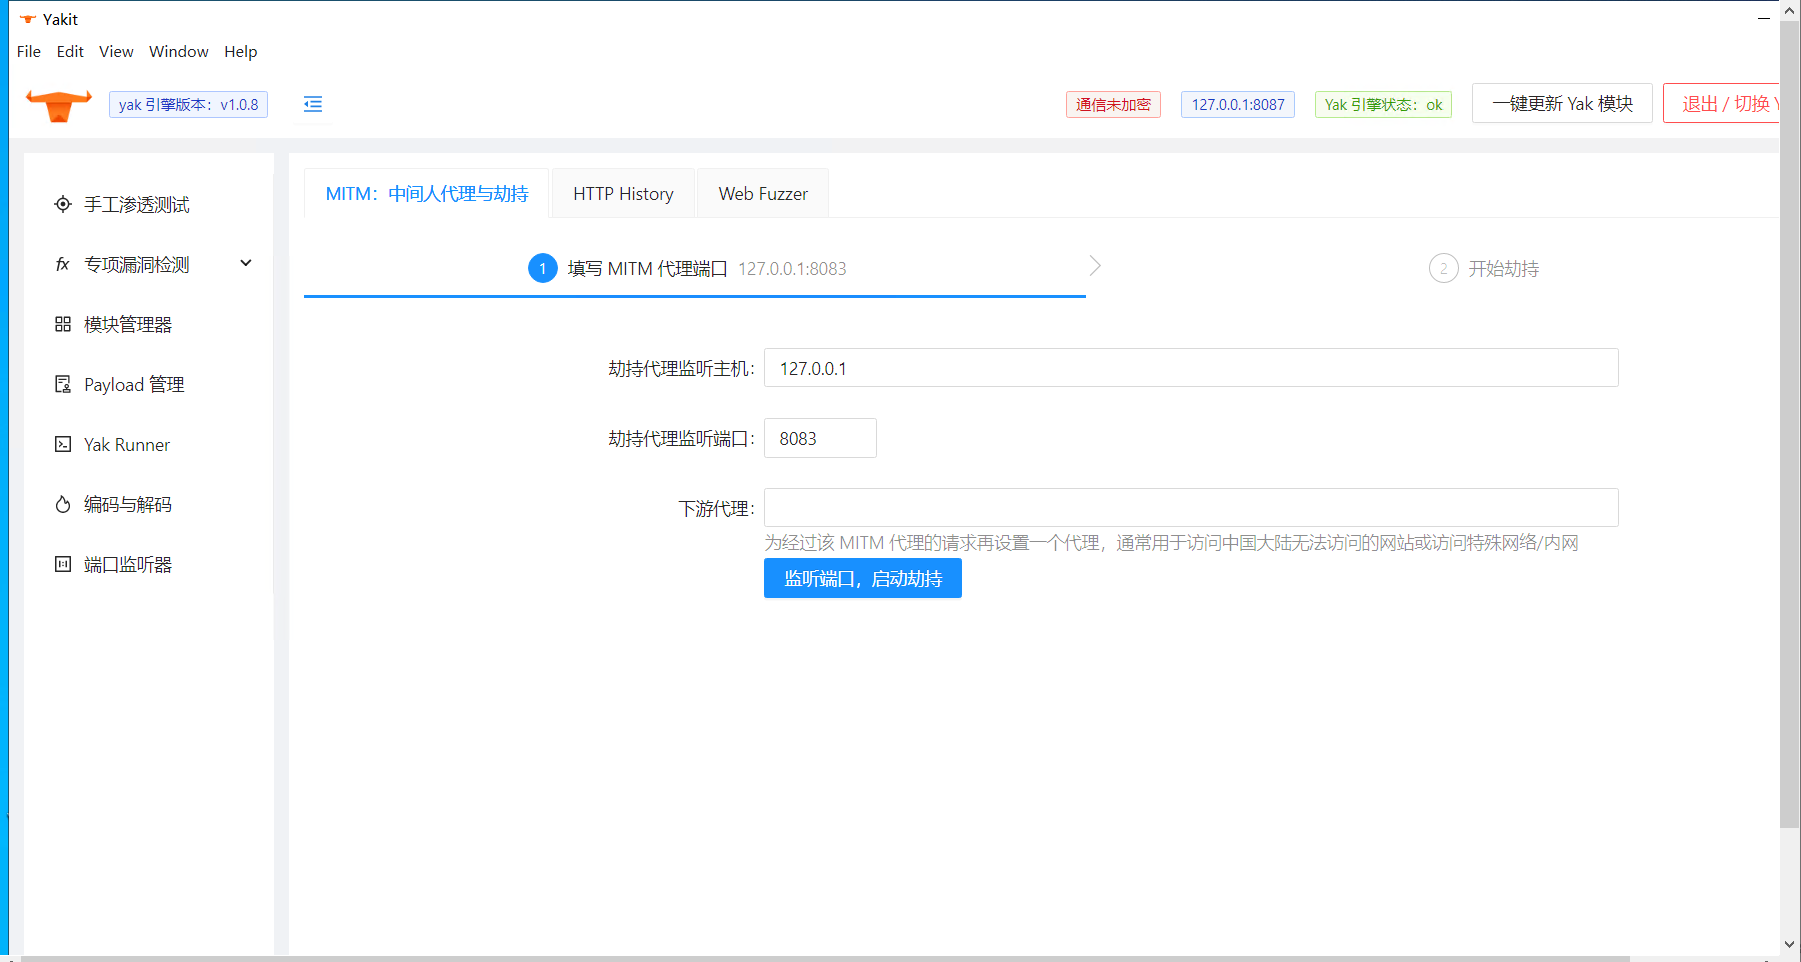 Yakit
File Edit View Window Help
yak 引擎版本：v1.0.8
通信未加密
127.0.0.1:8087
Yak 引擎状态：ok
一键更新 Yak 模块
退出 / 切换
手工渗透测试
专项漏洞检测
模块管理器
Payload 管理
Yak Runner
编码与解码
端口监听器
MITM：中间人代理与劫持
HTTP History
Web Fuzzer
1 填写 MITM 代理端口 127.0.0.1:8083
2 开始劫持
劫持代理监听主机： 127.0.0.1
劫持代理监听端口： 8083
下游代理：
为经过该 MITM 代理的请求再设置一个代理，通常用于访问中国大陆无法访问的网站或访问特殊网络/内网
监听端口，启动劫持